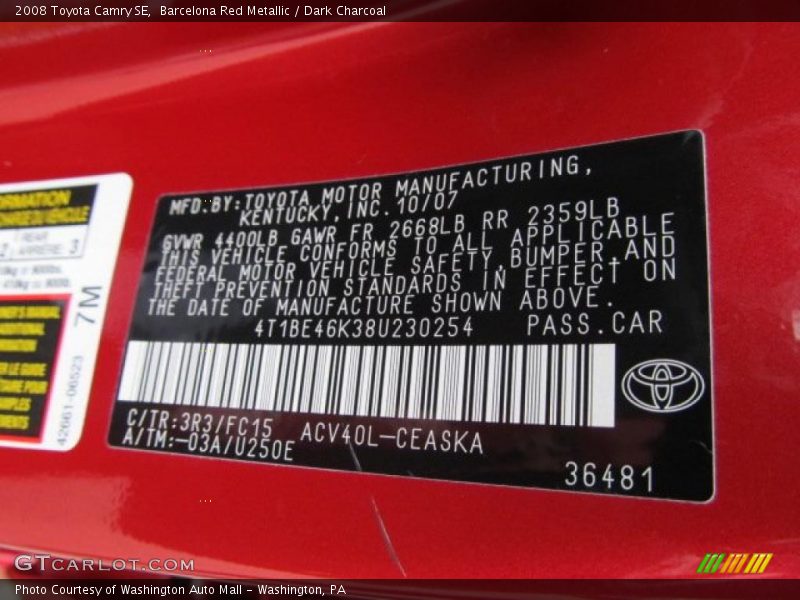 2008 Toyota Camry SE, Barcelona Red Metallic / Dark Charcoal
MFD.BY:TOYOTA MOTOR MANUFACTURING,
KENTUCKY,INC.10/07
GVWR 4400LB GAWR FR 2668LB RR 2359LB
THIS VEHICLE CONFORMS TO ALL APPLICABLE
FEDERAL MOTOR VEHICLE SAFETY,BUMPER,AND
THEFT PREVENTION STANDARDS IN EFFECT ON
THE DATE OF MANUFACTURE SHOWN ABOVE.
4T1BE46K38U230254 PASS.CAR
C/TR:3R3/FC15 ACV40L-CEASKA
A/TM:-03A/U250E
36481
7M
42661-06523
GTCARLOT.COM
Photo Courtesy of Washington Auto Mall - Washington, PA